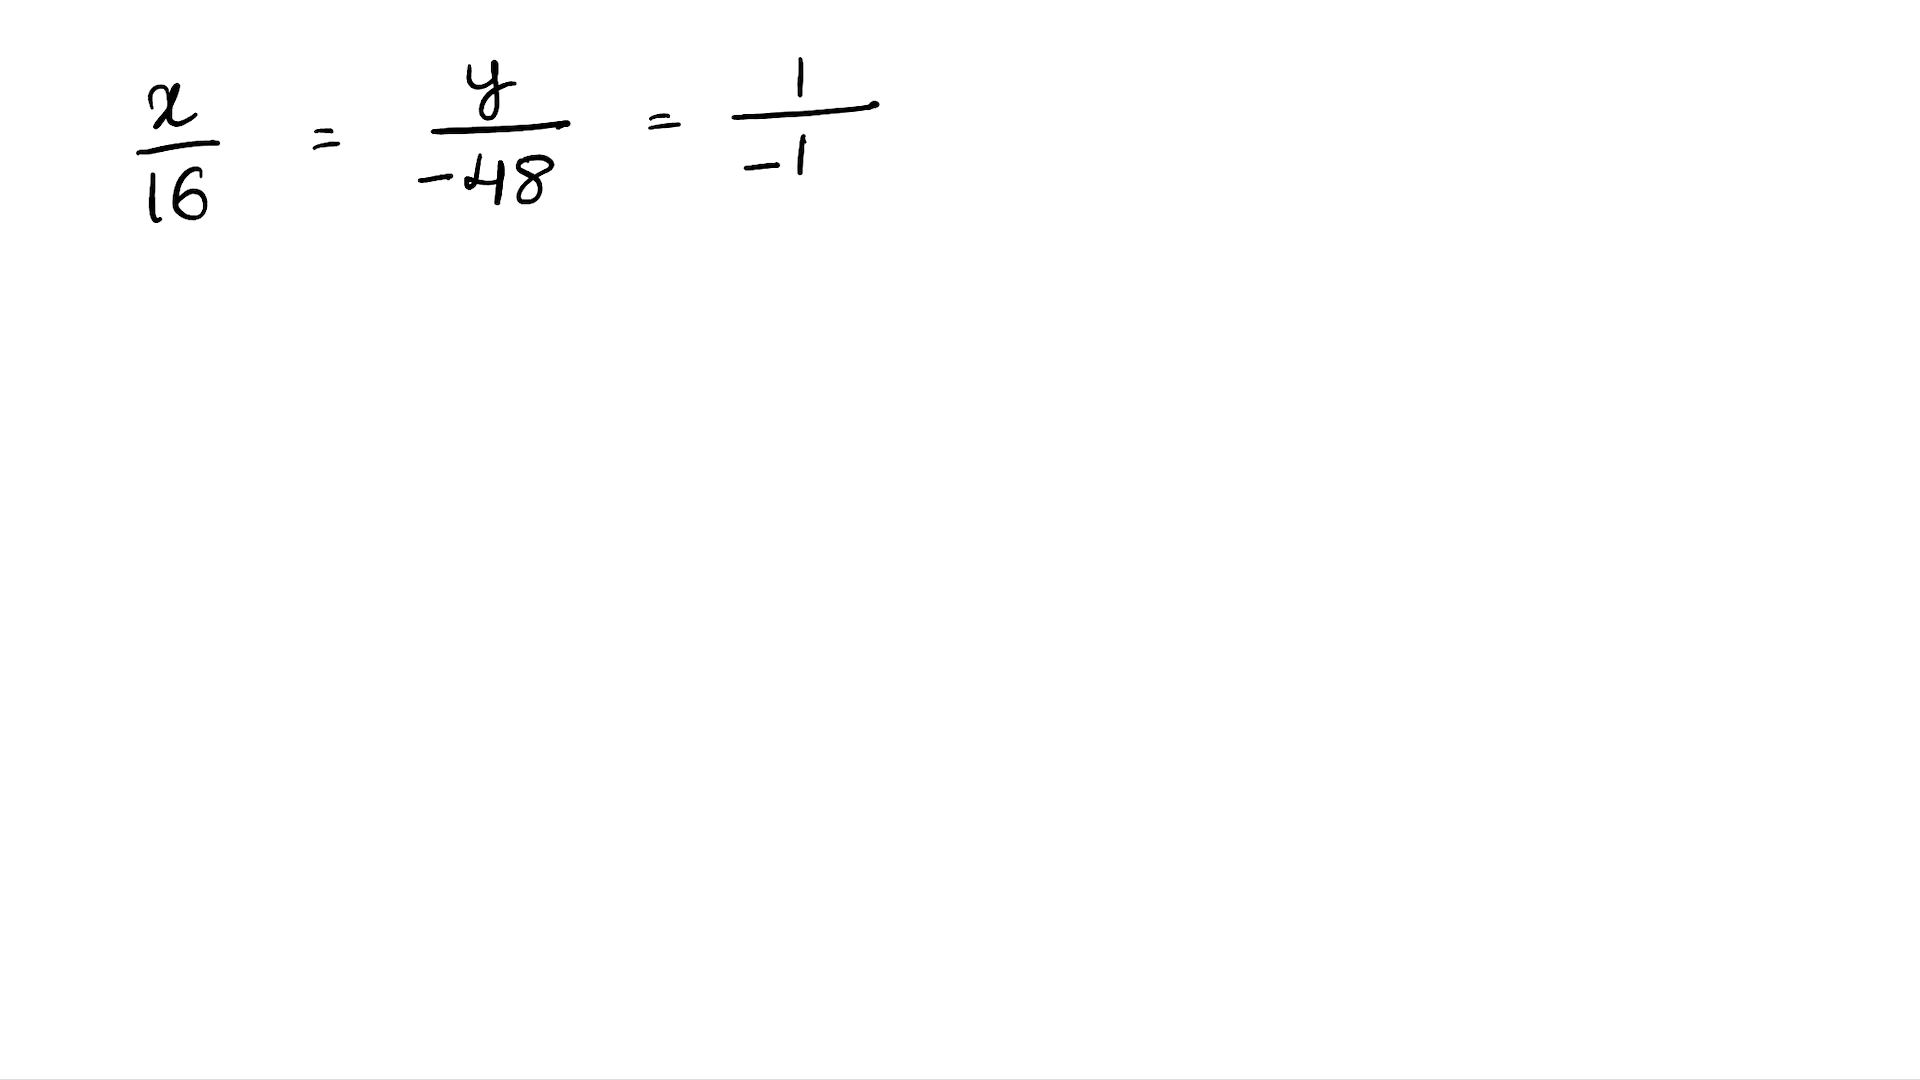 x/16 = y/-48 = 1/-1